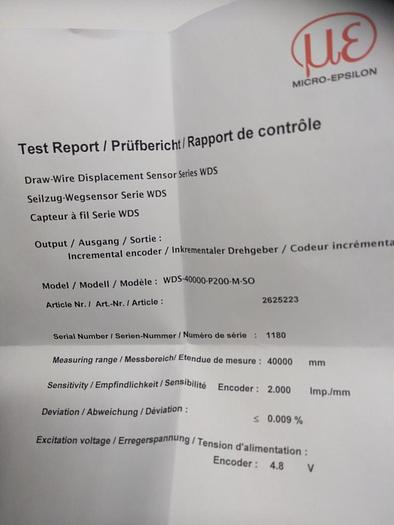 µε
MICRO-EPSILON
Test Report / Prüfbericht / Rapport de contrôle
Draw-Wire Displacement Sensor Series WDS
Seilzug-Wegsensor Serie WDS
Capteur à fil Serie WDS
Output / Ausgang / Sortie :
Incremental encoder / Inkrementaler Drehgeber / Codeur incrémenta
Model / Modell / Modèle : WDS-40000-P200-M-SO
Article Nr. / Art.-Nr. / Article : 2625223
Serial Number / Serien-Nummer / Numéro de série : 1180
Measuring range / Messbereich / Etendue de mesure : 40000 mm
Sensitivity / Empfindlichkeit / Sensibilité Encoder : 2.000 Imp./mm
Deviation / Abweichung / Déviation : ≤ 0.009 %
Excitation voltage / Erregerspannung / Tension d'alimentation :
Encoder : 4.8 V